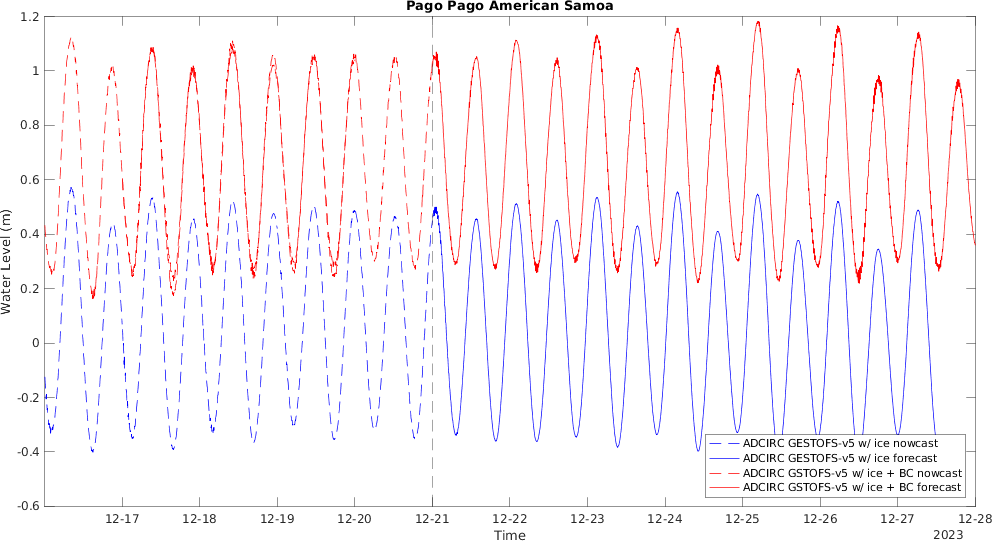 Pago Pago American Samoa
1.2
1
0.8
0.6
0.4
0.2
0
-0.2
-0.4
-0.6
Water Level (m)
ADCIRC GESTOFS-v5 w/ ice nowcast
ADCIRC GESTOFS-v5 w/ ice forecast
ADCIRC GSTOFS-v5 w/ ice + BC nowcast
ADCIRC GSTOFS-v5 w/ ice + BC forecast
12-17 12-18 12-19 12-20 12-21 12-22 12-23 12-24 12-25 12-26 12-27 12-28
Time
2023